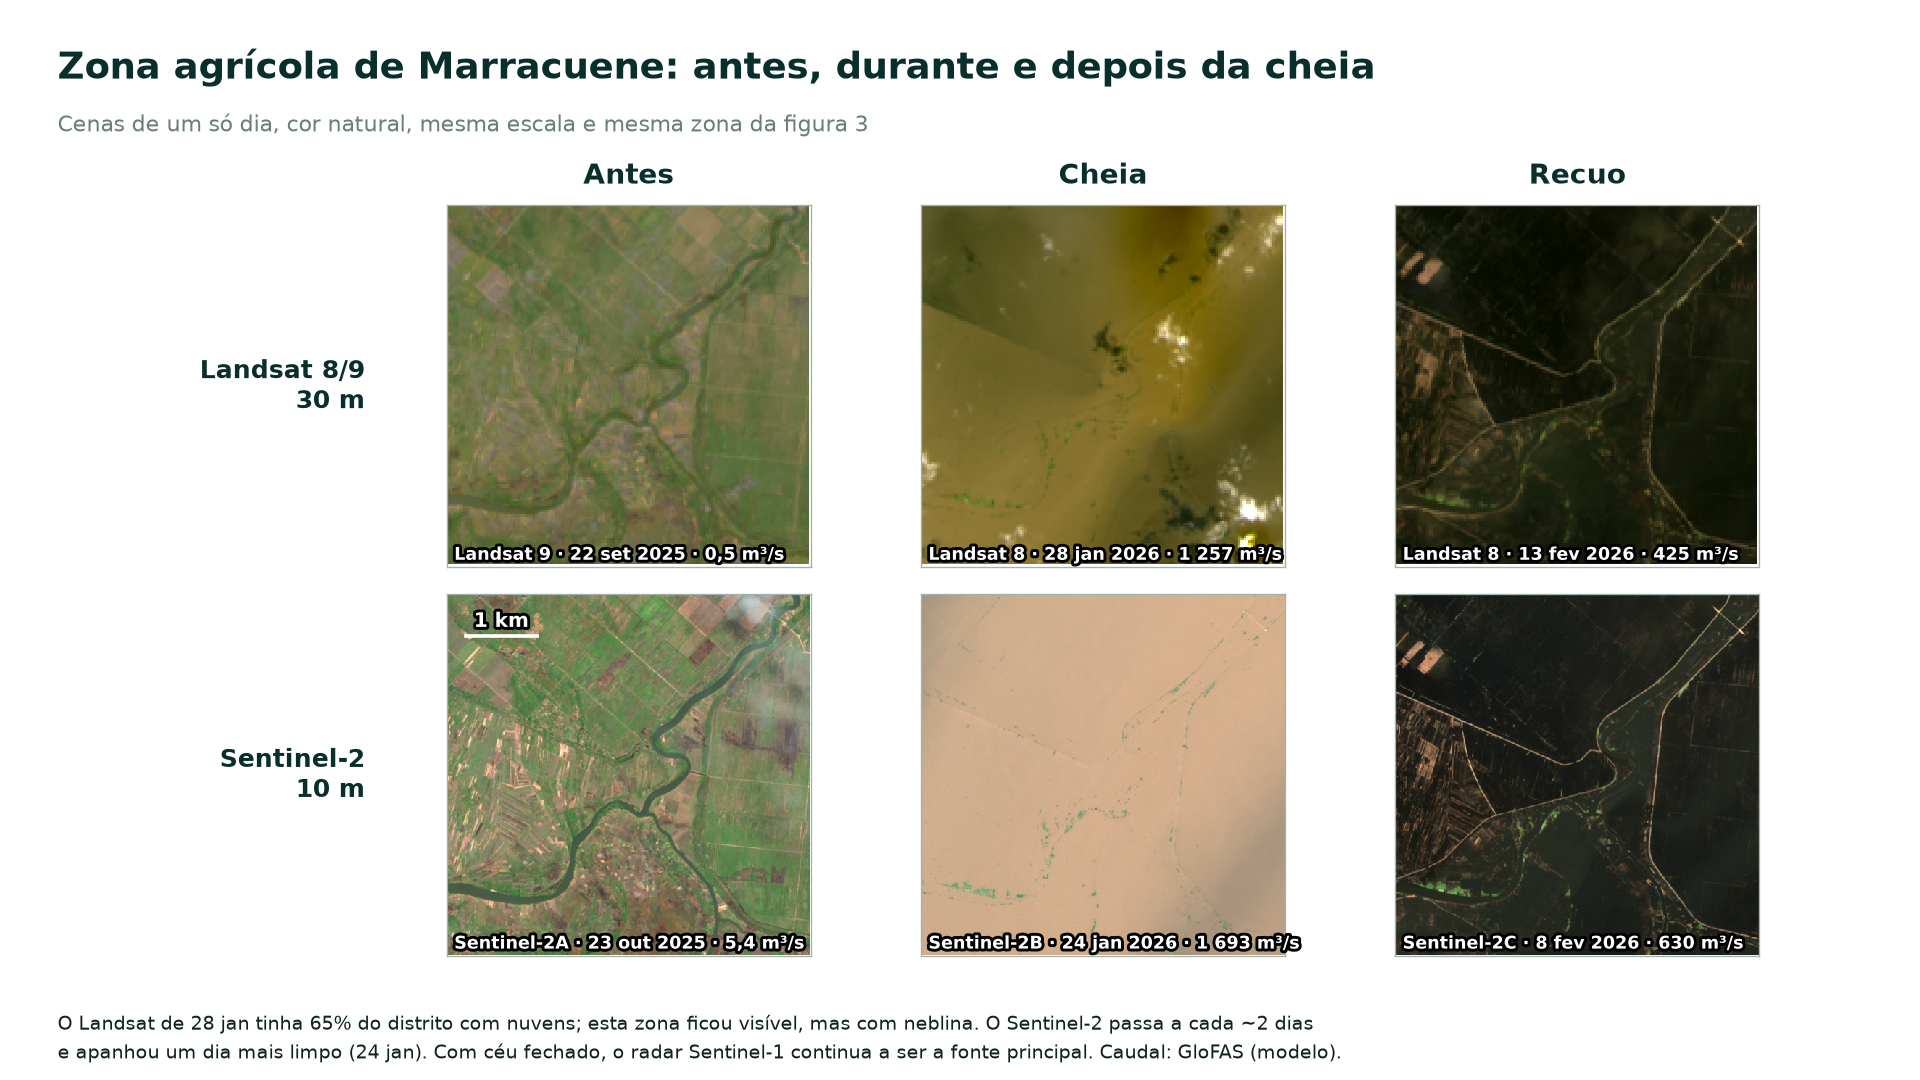 Zona agrícola de Marracuene: antes, durante e depois da cheia
Cenas de um só dia, cor natural, mesma escala e mesma zona da figura 3
Antes
Cheia
Recuo
Landsat 8/9
30 m
Landsat 9 · 22 set 2025 · 0,5 m³/s
Landsat 8 · 28 jan 2026 · 1 257 m³/s
Landsat 8 · 13 fev 2026 · 425 m³/s
Sentinel-2
10 m
1 km
Sentinel-2A · 23 out 2025 · 5,4 m³/s
Sentinel-2B · 24 jan 2026 · 1 693 m³/s
Sentinel-2C · 8 fev 2026 · 630 m³/s
O Landsat de 28 jan tinha 65% do distrito com nuvens; esta zona ficou visível, mas com neblina. O Sentinel-2 passa a cada ~2 dias
e apanhou um dia mais limpo (24 jan). Com céu fechado, o radar Sentinel-1 continua a ser a fonte principal. Caudal: GloFAS (modelo).